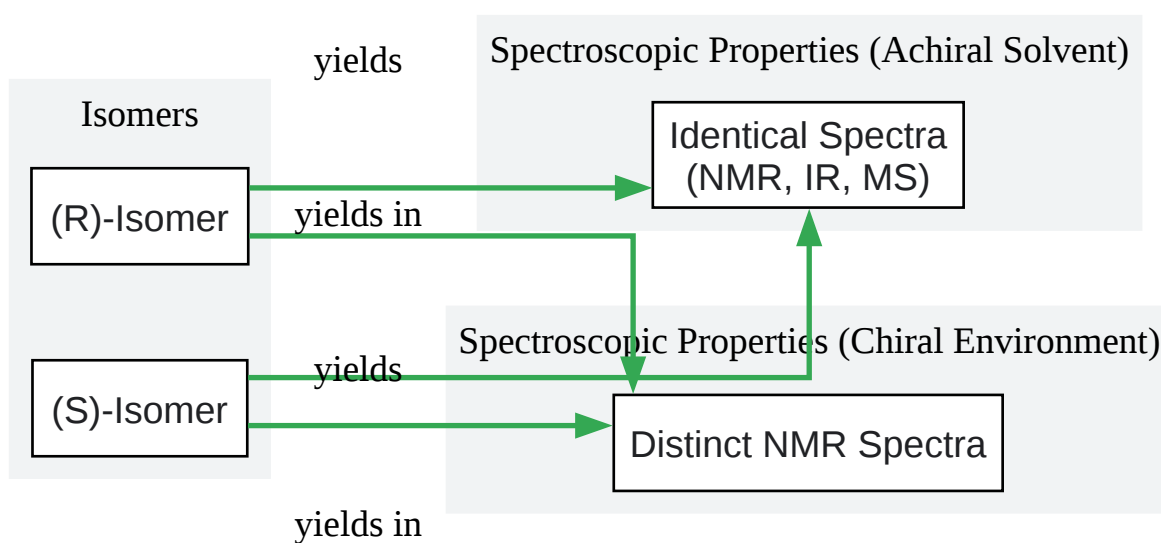 yields
Spectroscopic Properties (Achiral Solvent)
Isomers
Identical Spectra
(NMR, IR, MS)
(R)-Isomer
yields in
Spectroscopic Properties (Chiral Environment)
yields
(S)-Isomer
Distinct NMR Spectra
yields in